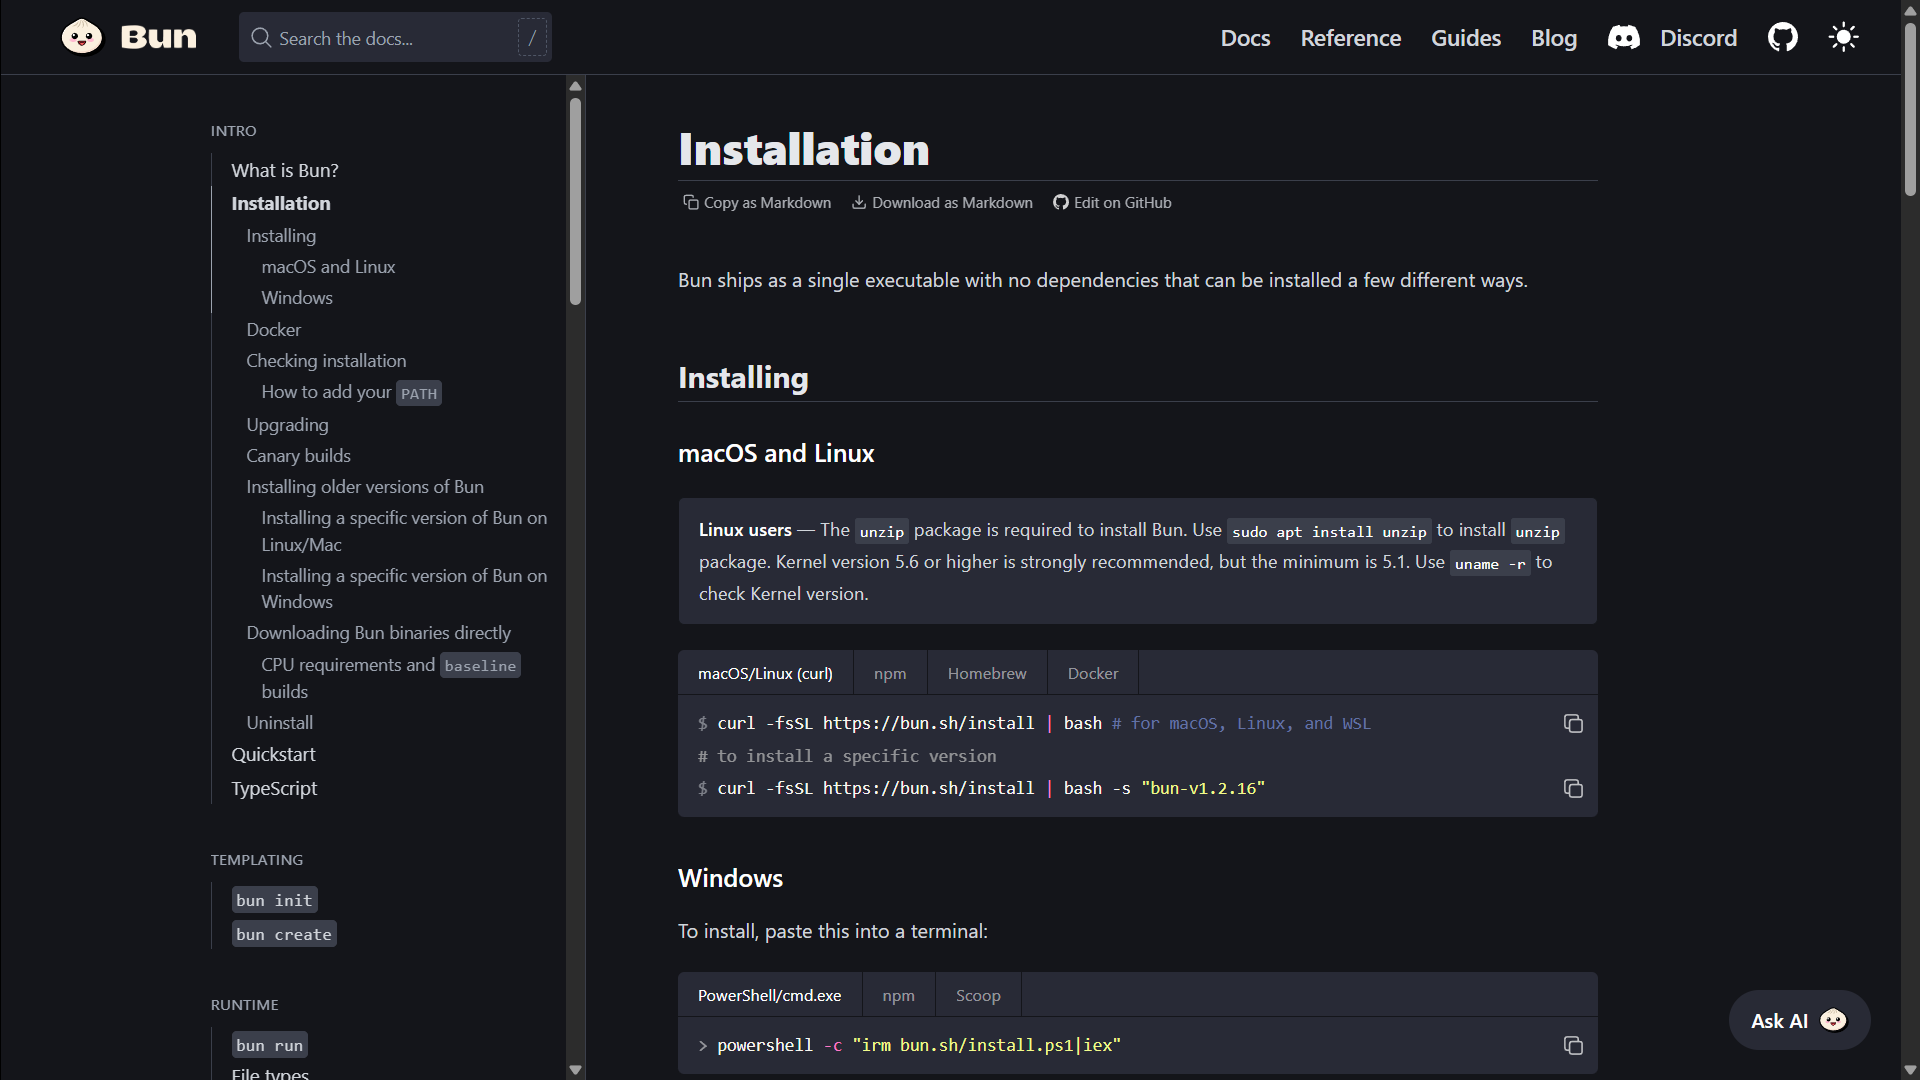 Bun
Search the docs... /
Docs Reference Guides Blog Discord
INTRO
What is Bun?
Installation
Installing
macOS and Linux
Windows
Docker
Checking installation
How to add your PATH
Upgrading
Canary builds
Installing older versions of Bun
Installing a specific version of Bun on
Linux/Mac
Installing a specific version of Bun on
Windows
Downloading Bun binaries directly
CPU requirements and baseline
builds
Uninstall
Quickstart
TypeScript
TEMPLATING
bun init
bun create
RUNTIME
bun run
File types
Installation
Copy as Markdown Download as Markdown Edit on GitHub
Bun ships as a single executable with no dependencies that can be installed a few different ways.
Installing
macOS and Linux
Linux users — The unzip package is required to install Bun. Use sudo apt install unzip to install unzip
package. Kernel version 5.6 or higher is strongly recommended, but the minimum is 5.1. Use uname -r to
check Kernel version.
macOS/Linux (curl) npm Homebrew Docker
$ curl -fsSL https://bun.sh/install | bash # for macOS, Linux, and WSL
# to install a specific version
$ curl -fsSL https://bun.sh/install | bash -s "bun-v1.2.16"
Windows
To install, paste this into a terminal:
PowerShell/cmd.exe npm Scoop
> powershell -c "irm bun.sh/install.ps1|iex"
Ask AI